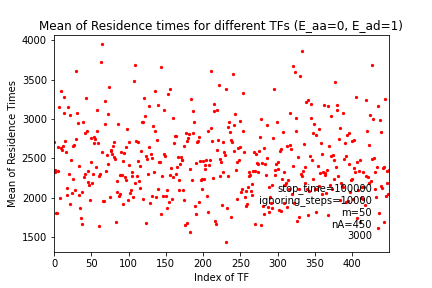 Mean of Residence times for different TFs (E_aa=0, E_ad=1)
4000
3500
3000
2500
2000
1500
Mean of Residence Times
stop_time=100000
ignoring_steps=10000
m=50
nA=450
3000
0 50 100 150 200 250 300 350 400
Index of TF